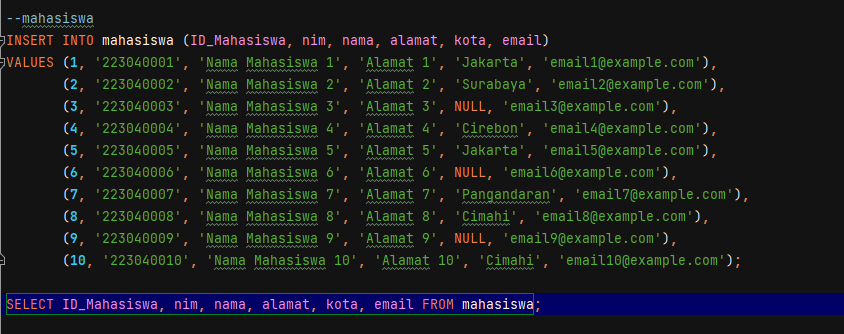 --mahasiswa
INSERT INTO mahasiswa (ID_Mahasiswa, nim, nama, alamat, kota, email)
VALUES (1, '223040001', 'Nama Mahasiswa 1', 'Alamat 1', 'Jakarta', 'email1@example.com'),
(2, '223040002', 'Nama Mahasiswa 2', 'Alamat 2', 'Surabaya', 'email2@example.com'),
(3, '223040003', 'Nama Mahasiswa 3', 'Alamat 3', NULL, 'email3@example.com'),
(4, '223040004', 'Nama Mahasiswa 4', 'Alamat 4', 'Cirebon', 'email4@example.com'),
(5, '223040005', 'Nama Mahasiswa 5', 'Alamat 5', 'Jakarta', 'email5@example.com'),
(6, '223040006', 'Nama Mahasiswa 6', 'Alamat 6', NULL, 'email6@example.com'),
(7, '223040007', 'Nama Mahasiswa 7', 'Alamat 7', 'Pangandaran', 'email7@example.com'),
(8, '223040008', 'Nama Mahasiswa 8', 'Alamat 8', 'Cimahi', 'email8@example.com'),
(9, '223040009', 'Nama Mahasiswa 9', 'Alamat 9', NULL, 'email9@example.com'),
(10, '223040010', 'Nama Mahasiswa 10', 'Alamat 10', 'Cimahi', 'email10@example.com');
SELECT ID_Mahasiswa, nim, nama, alamat, kota, email FROM mahasiswa;